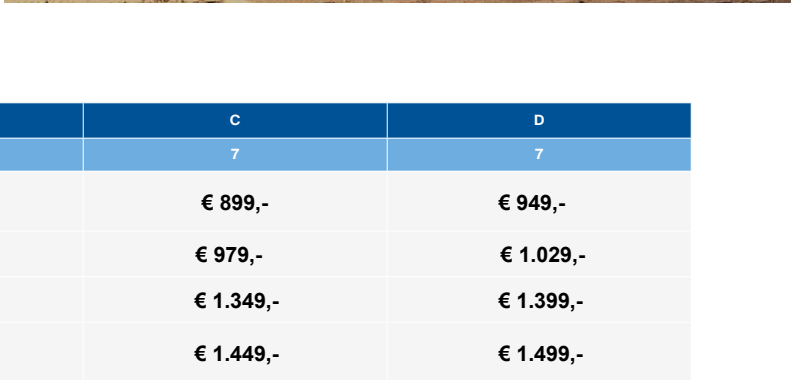 C D
7 7
€ 899,- € 949,-
€ 979,- € 1.029,-
€ 1.349,- € 1.399,-
€ 1.449,- € 1.499,-